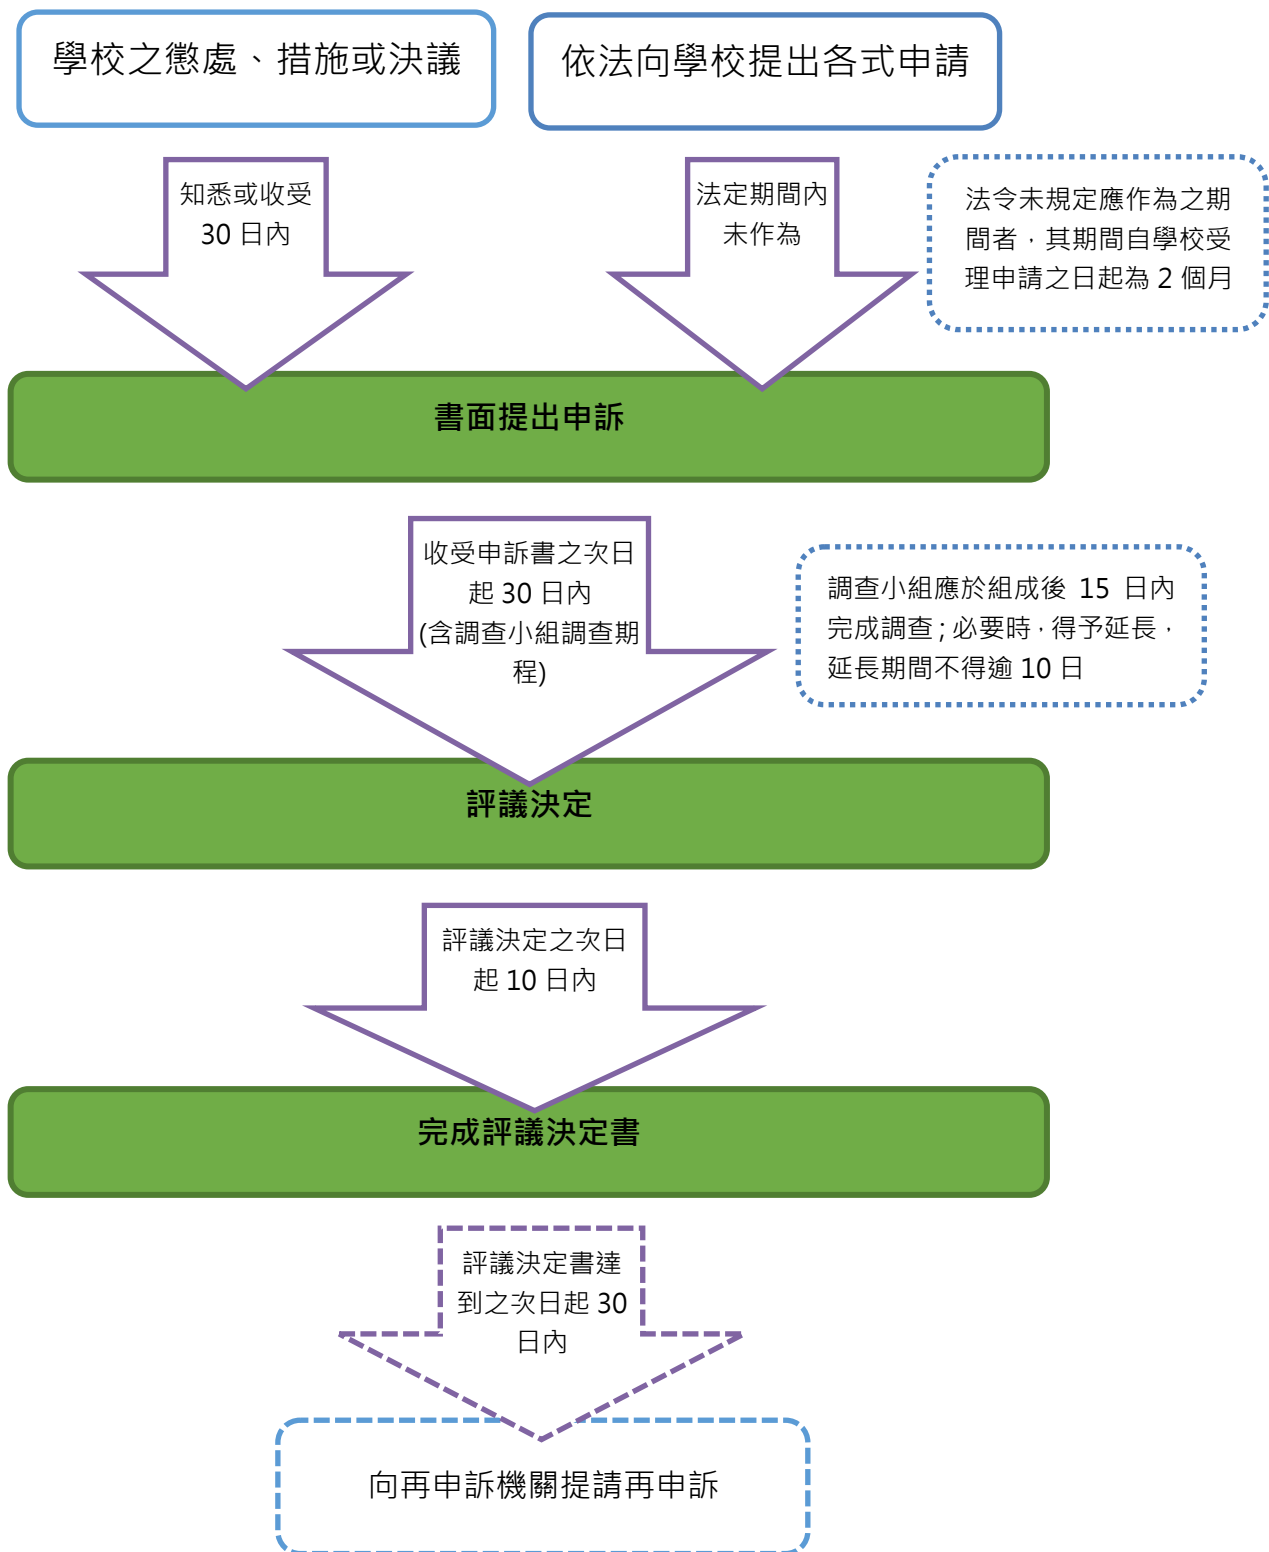 學校之懲處、措施或決議
依法向學校提出各式申請
知悉或收受
30 日內
法定期間內
未作為
法令未規定應作為之期
間者，其期間自學校受
理申請之日起為 2 個月
書面提出申訴
收受申訴書之次日
起 30 日內
(含調查小組調查期
程)
調查小組應於組成後 15 日內
完成調查；必要時，得予延長，
延長期間不得逾 10 日
評議決定
評議決定之次日
起 10 日內
完成評議決定書
評議決定書達
到之次日起 30
日內
向再申訴機關提請再申訴